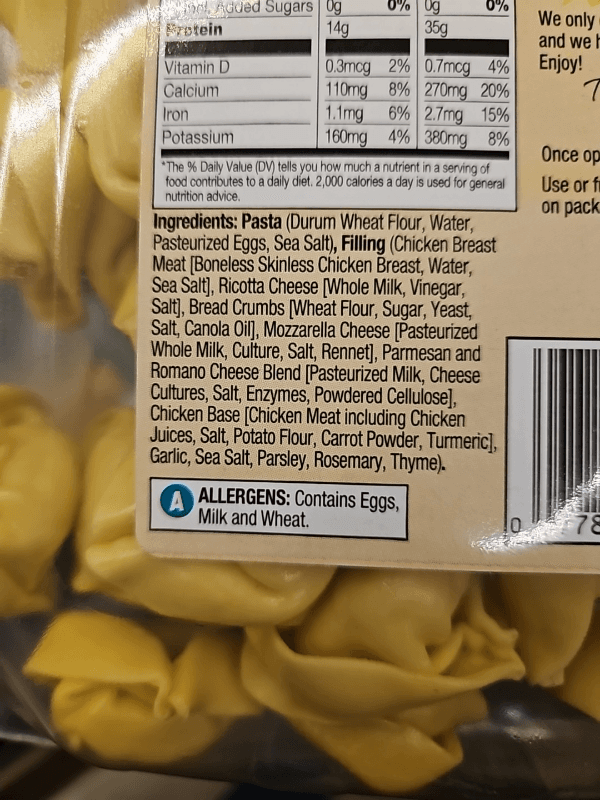 Incl. Added Sugars 0g 0% 0g 0%
Protein 14g 35g
Vitamin D 0.3mcg 2% 0.7mcg 4%
Calcium 110mg 8% 270mg 20%
Iron 1.1mg 6% 2.7mg 15%
Potassium 160mg 4% 380mg 8%
*The % Daily Value (DV) tells you how much a nutrient in a serving of
food contributes to a daily diet. 2,000 calories a day is used for general
nutrition advice.
Ingredients: Pasta (Durum Wheat Flour, Water,
Pasteurized Eggs, Sea Salt), Filling (Chicken Breast
Meat [Boneless Skinless Chicken Breast, Water,
Sea Salt], Ricotta Cheese [Whole Milk, Vinegar,
Salt], Bread Crumbs [Wheat Flour, Sugar, Yeast,
Salt, Canola Oil], Mozzarella Cheese [Pasteurized
Whole Milk, Culture, Salt, Rennet], Parmesan and
Romano Cheese Blend [Pasteurized Milk, Cheese
Cultures, Salt, Enzymes, Powdered Cellulose],
Chicken Base [Chicken Meat including Chicken
Juices, Salt, Potato Flour, Carrot Powder, Turmeric],
Garlic, Sea Salt, Parsley, Rosemary, Thyme).
A ALLERGENS: Contains Eggs,
Milk and Wheat.
We only
and we
Enjoy!
Once op
Use or
on pack
0 78